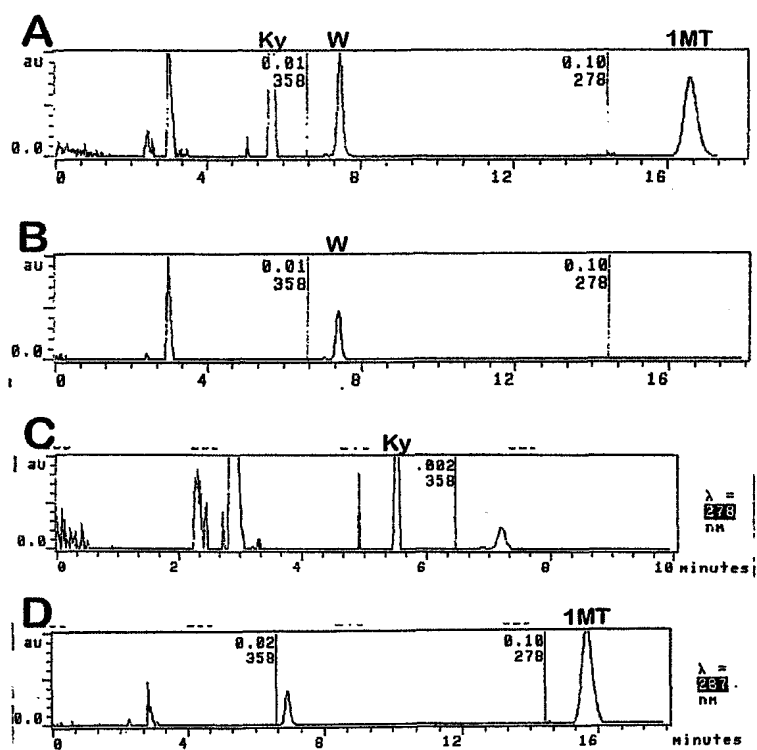 A
Ky W 1MT
au 0.01 358 0.10 278
0.0
0 4 8 12 16
B
W
au 0.01 358 0.10 278
0.0
0 4 8 12 16
C
Ky
au .002 358
λ = 278 nm
0.0
0 2 4 6 8 10 minutes
D
1MT
au 0.02 358 0.10 278
λ = 287 nm
0.0
0 4 8 12 16 minutes